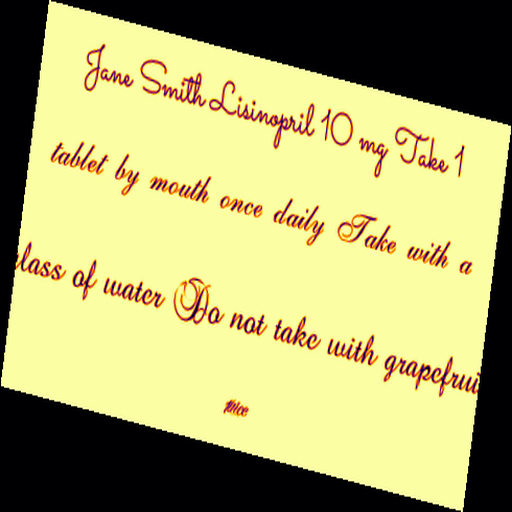 Jane Smith Lisinopril 10 mg Take 1
tablet by mouth once daily Take with a
lass of water Do not take with grapefrui